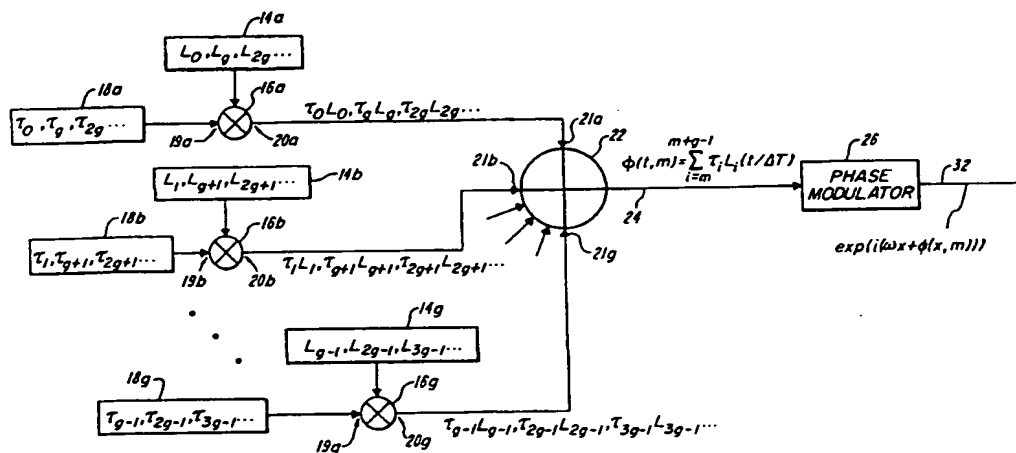 14a
L0, Lg, L2g...
18a
16a
τ0, τg, τ2g...
19a
20a
τ0L0, τgLg, τ2gL2g...
21a
22
L1, Lg+1, L2g+1...
14b
21b
ϕ(t,m)=∑ τiLi(t/ΔT)
m+g-1
i=m
24
26
PHASE
MODULATOR
32
exp(i(ωx+ϕ(x,m)))
18b
16b
τ1, τg+1, τ2g+1...
19b
20b
τ1L1, τg+1Lg+1, τ2g+1L2g+1...
21g
14g
Lg-1, L2g-1, L3g-1...
18g
16g
τg-1, τ2g-1, τ3g-1...
19g
20g
τg-1Lg-1, τ2g-1L2g-1, τ3g-1L3g-1...